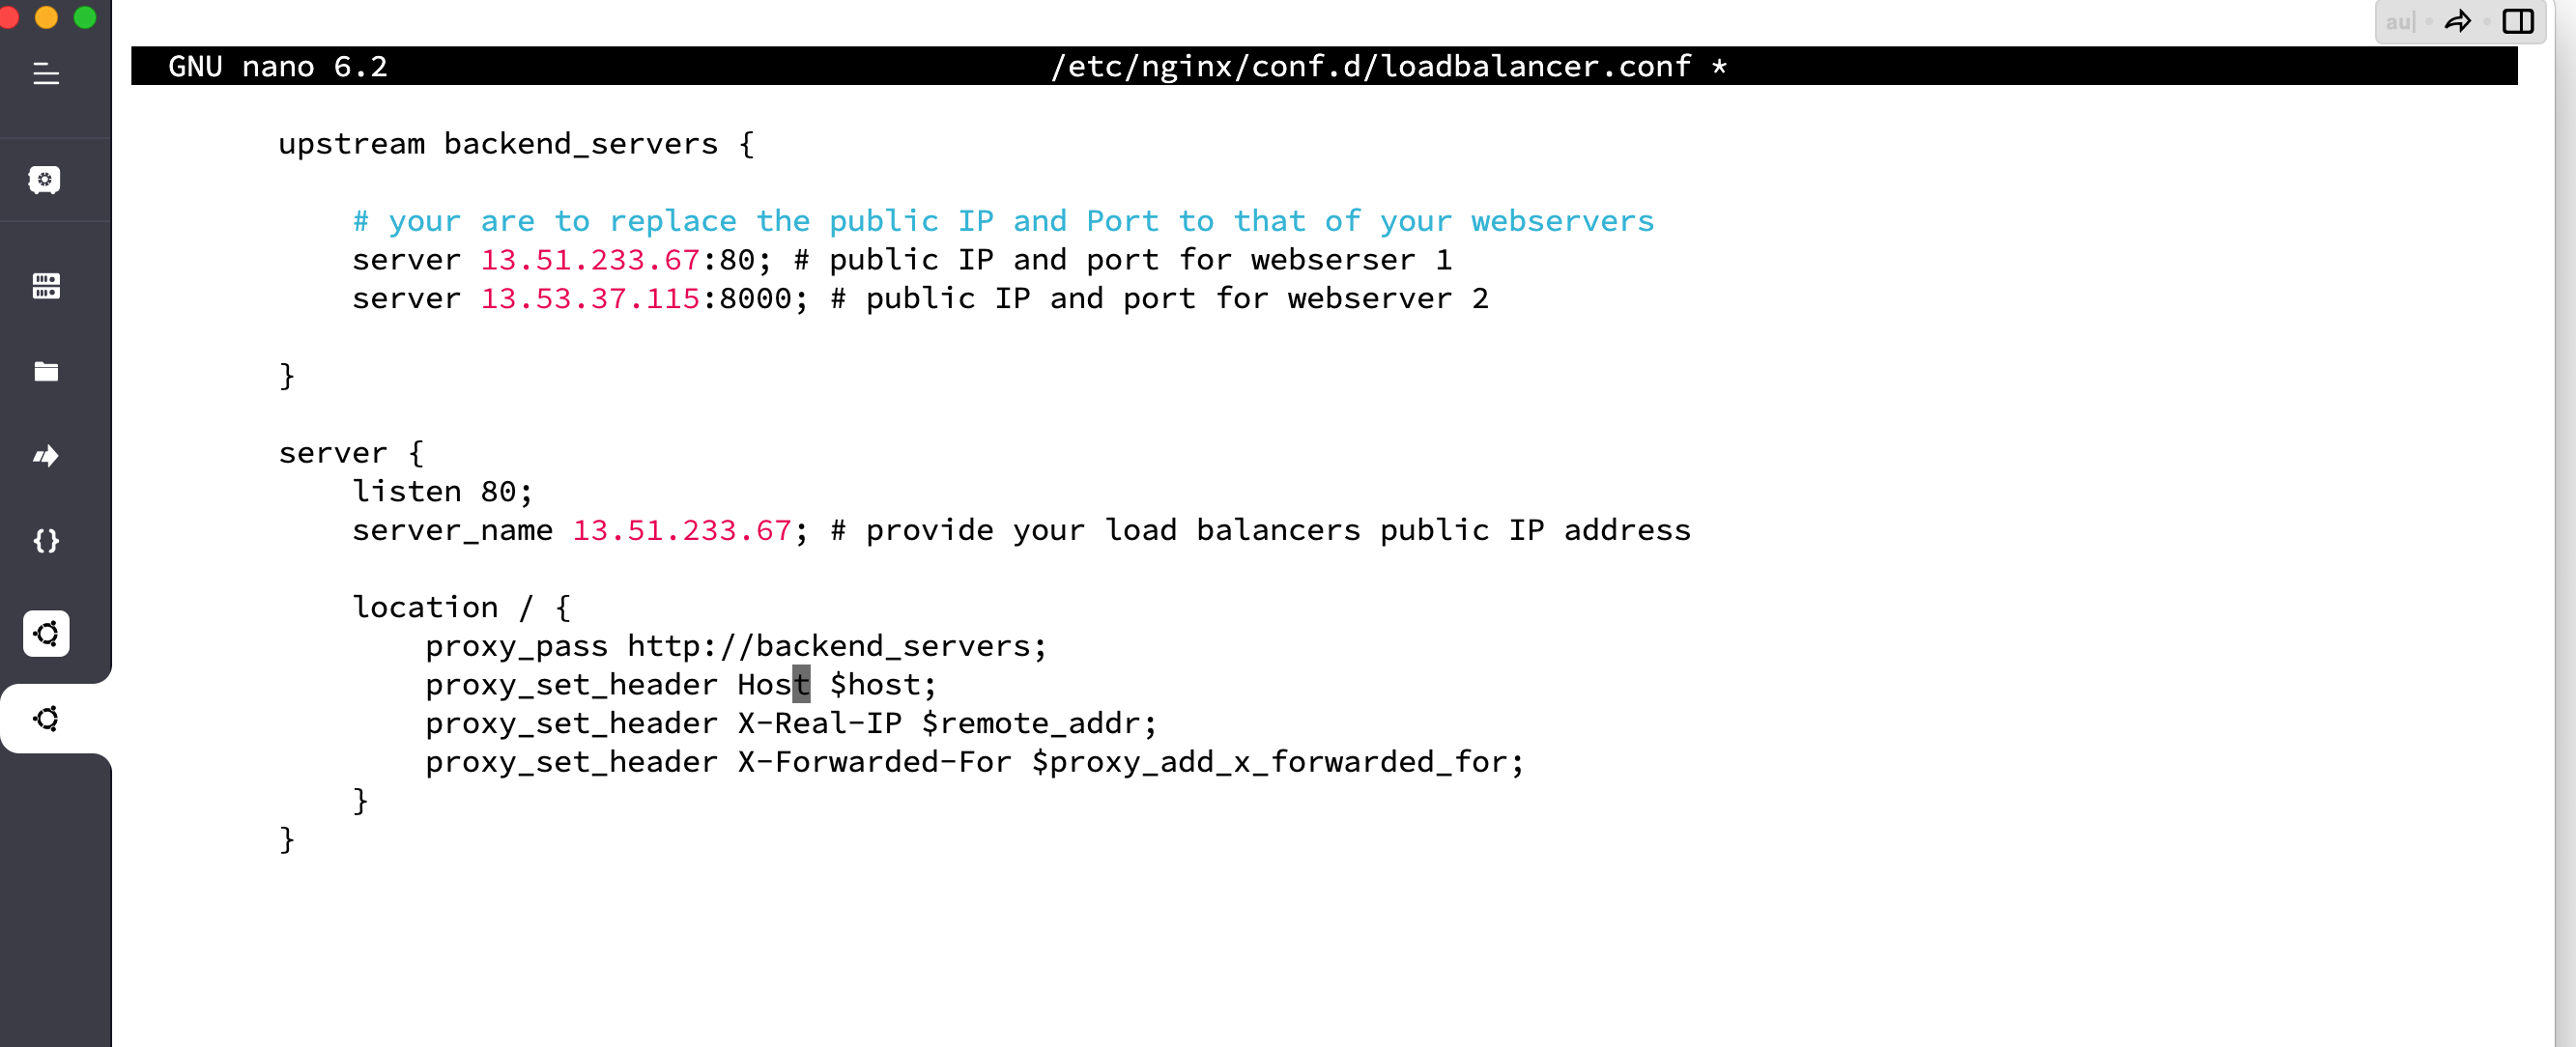 au
GNU nano 6.2 /etc/nginx/conf.d/loadbalancer.conf *
upstream backend_servers {
# your are to replace the public IP and Port to that of your webservers
server 13.51.233.67:80; # public IP and port for webserser 1
server 13.53.37.115:8000; # public IP and port for webserver 2
}
server {
listen 80;
server_name 13.51.233.67; # provide your load balancers public IP address
location / {
proxy_pass http://backend_servers;
proxy_set_header Host $host;
proxy_set_header X-Real-IP $remote_addr;
proxy_set_header X-Forwarded-For $proxy_add_x_forwarded_for;
}
}